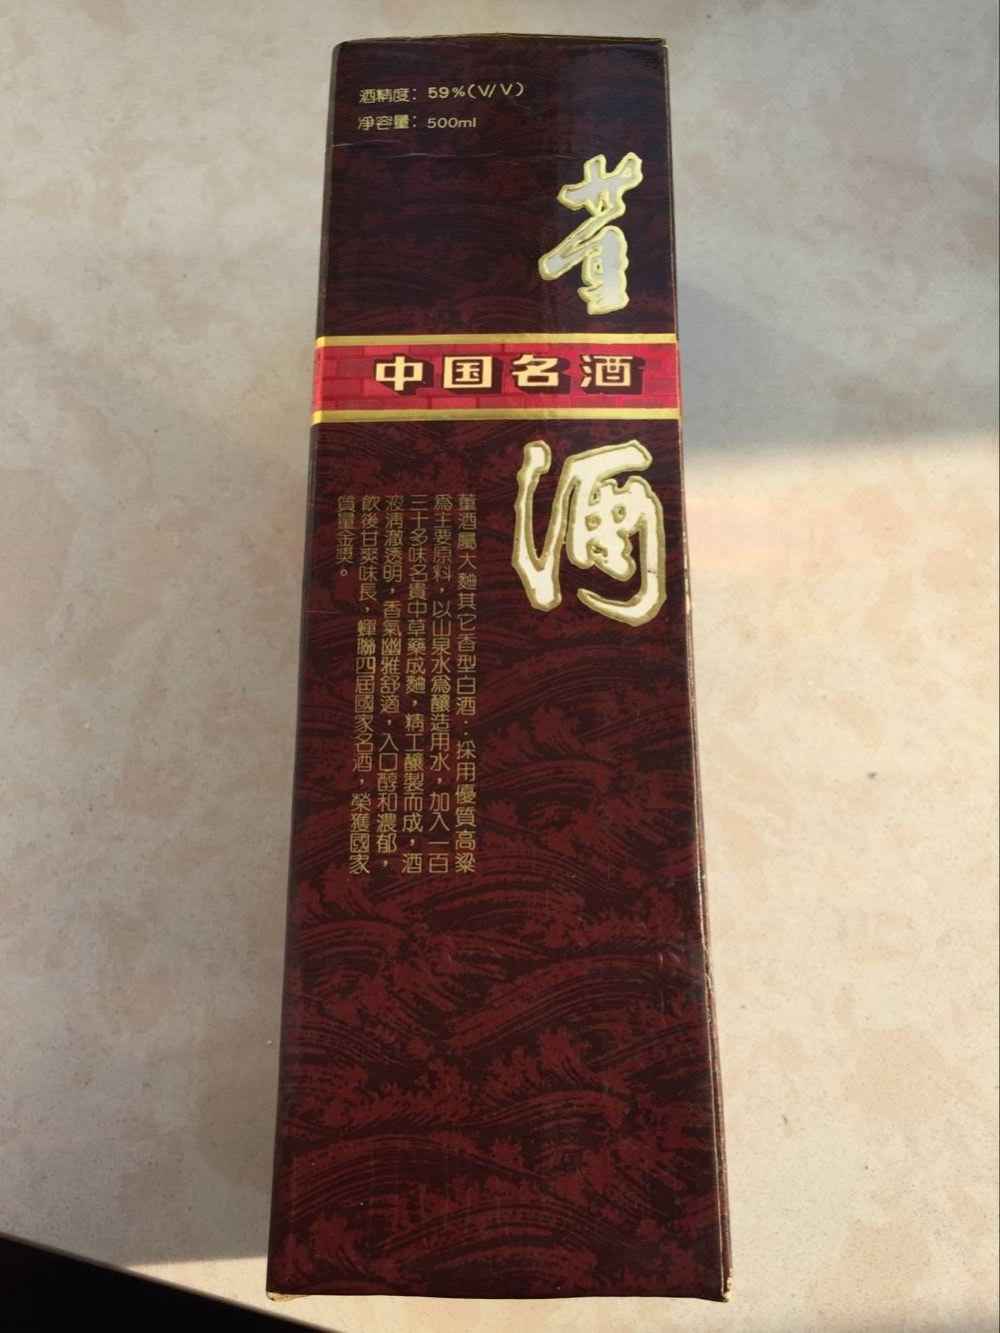 酒精度：59%(V/V)
净容量：500ml
董
中国名酒
酒
董酒屬大麯其它香型白酒：採用優質高粱
為主要原料，以山泉水為釀造用水，加入一百
三十多味名貴中草藥成麯，精工釀製而成，酒
液清澈透明，香氣幽雅舒適，入口醇和濃郁，
飲後甘爽味長，蟬聯四屆國家名酒，榮獲國家
質量金獎。